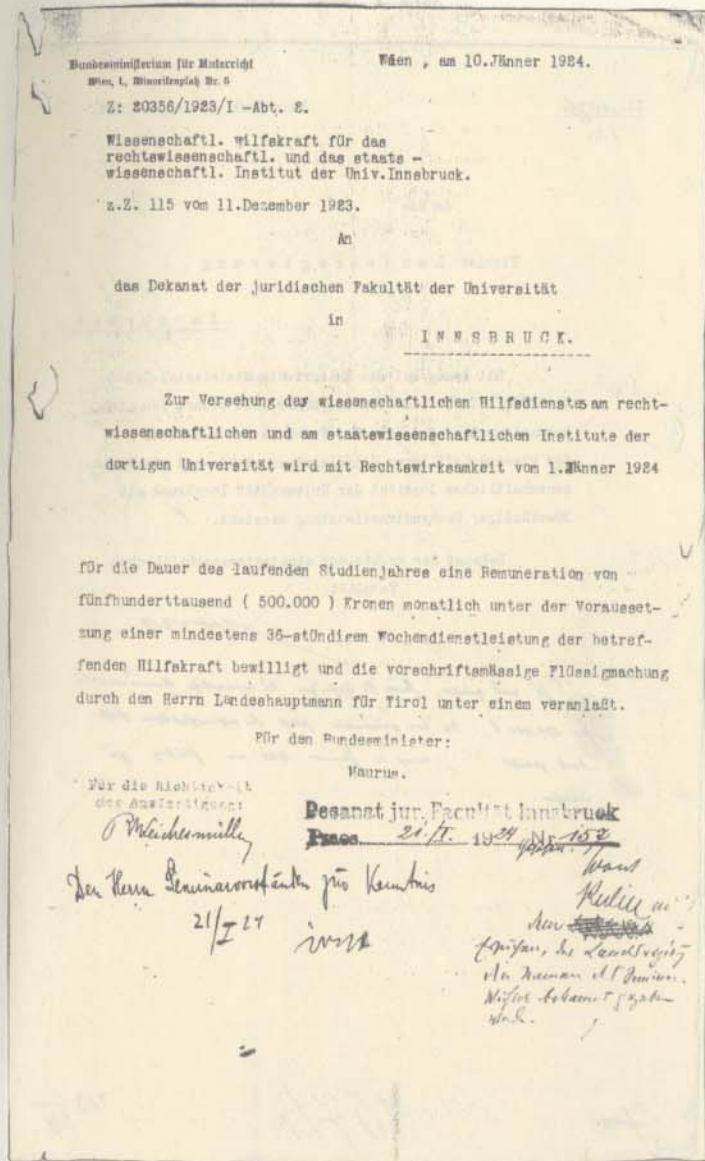 Bundesministerium für Unterricht
Wien, I., Minoritenplatz Nr. 5
Wien , am 10.Jänner 1924.
Z: 20356/1923/I -Abt. 2.
Wissenschaftl. Hilfskraft für das
rechtswissenschaftl. und das staats -
wissenschaftl. Institut der Univ.Innsbruck.
z.Z. 115 vom 11.Dezember 1923.
An
das Dekanat der juridischen Fakultät der Universität
in
INNSBRUCK.
Zur Versehung des wissenschaftlichen Hilfsdienstes am recht-
wissenschaftlichen und am staatswissenschaftlichen Institute der
dortigen Universität wird mit Rechtswirksamkeit vom 1.Jänner 1924
für die Dauer des laufenden Studienjahres eine Remuneration von
fünfhunderttausend ( 500.000 ) Kronen monatlich unter der Vorausset-
zung einer mindestens 36-stündigen Wochendienstleistung der betref-
fenden Hilfskraft bewilligt und die vorschriftsmässige Flüssigmachung
durch den Herrn Landeshauptmann für Tirol unter einem veranlaßt.
Für den Bundesminister:
Maurus.
Für die Richtigkeit
der Ausfertigung:
Desanat jur. Facultät Innsbruck
Praes. 21./I. 1924 Nr 152
Den Herrn Seminarvorständen zur Kenntnis
21/I 24